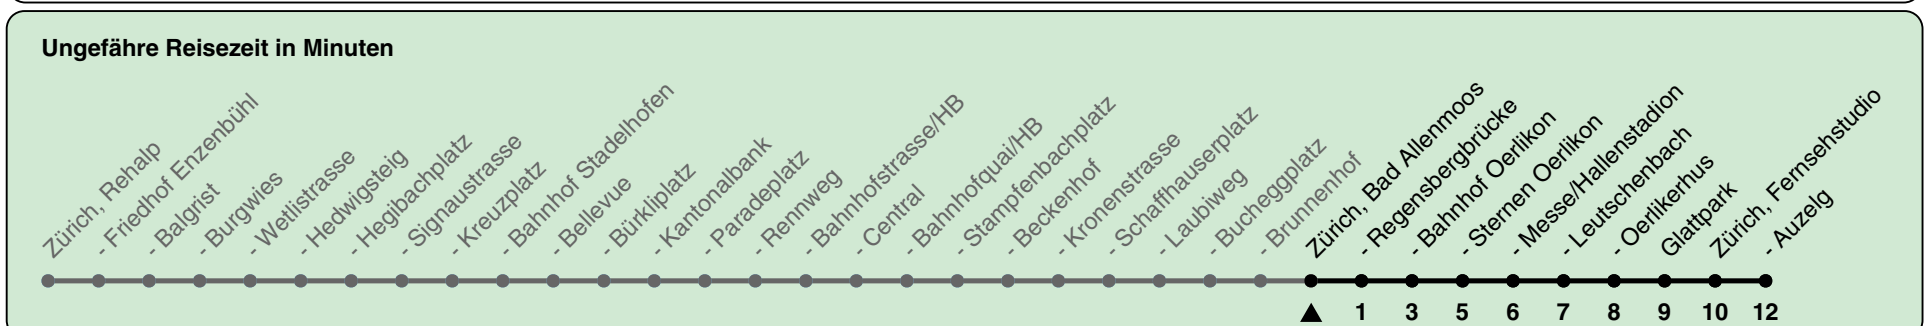 Ungefähre Reisezeit in Minuten
Zürich, Rehalp
- Friedhof Enzenbühl
- Balgrist
- Burgwies
- Wetlistrasse
- Hedwigsteig
- Hegibachplatz
- Signaustrasse
- Kreuzplatz
- Bahnhof Stadelhofen
- Bellevue
- Bürkliplatz
- Kantonalbank
- Paradeplatz
- Rennweg
- Bahnhofstrasse/HB
- Central
- Bahnhofquai/HB
- Stampfenbachplatz
- Beckenhof
- Kronenstrasse
- Schaffhauserplatz
- Laubiweg
- Bucheggplatz
- Brunnenhof
Zürich, Bad Allenmoos
- Regensbergbrücke
- Bahnhof Oerlikon
- Sternen Oerlikon
- Messe/Hallenstadion
- Leutschenbach
- Oerlikerhus
Glattpark
Zürich, Fernsehstudio
- Auzelg
1 3 5 6 7 8 9 10 12